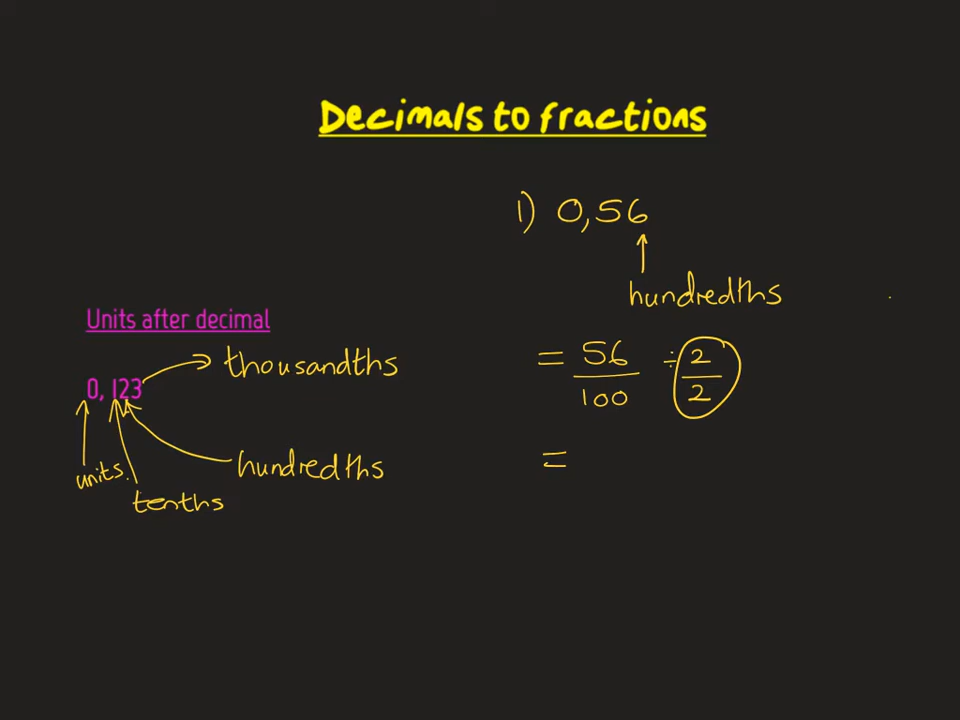 Decimals to fractions
1) 0,56
hundredths
Units after decimal
0, 123
thousandths
units.
tenths
hundredths
= 56/100 ÷ 2/2
=